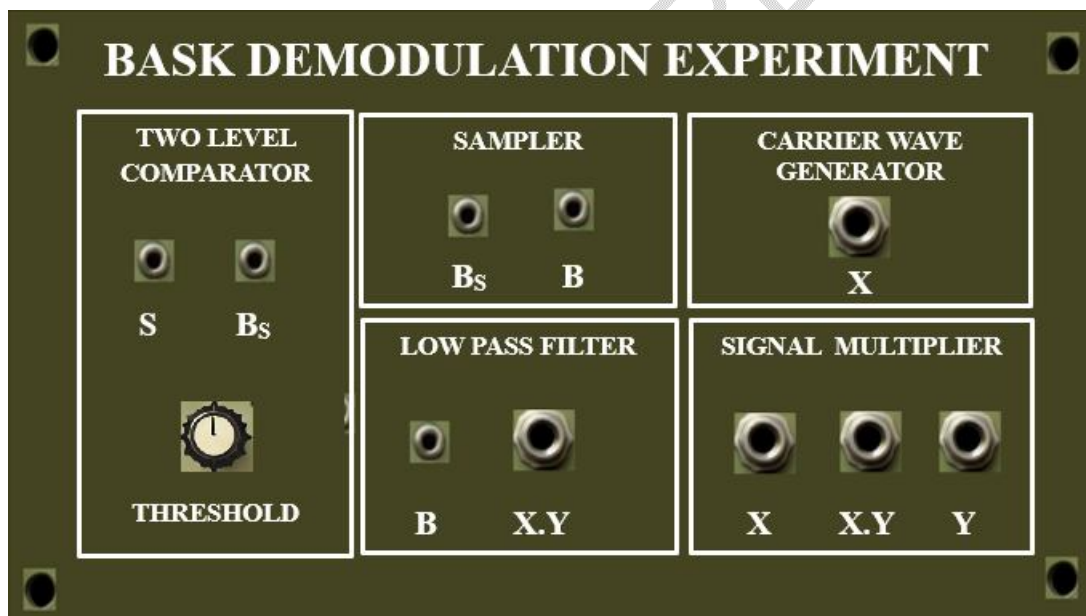 BASK DEMODULATION EXPERIMENT
TWO LEVEL
COMPARATOR
S BS
THRESHOLD
SAMPLER
BS B
CARRIER WAVE
GENERATOR
X
LOW PASS FILTER
B X.Y
SIGNAL MULTIPLIER
X X.Y Y